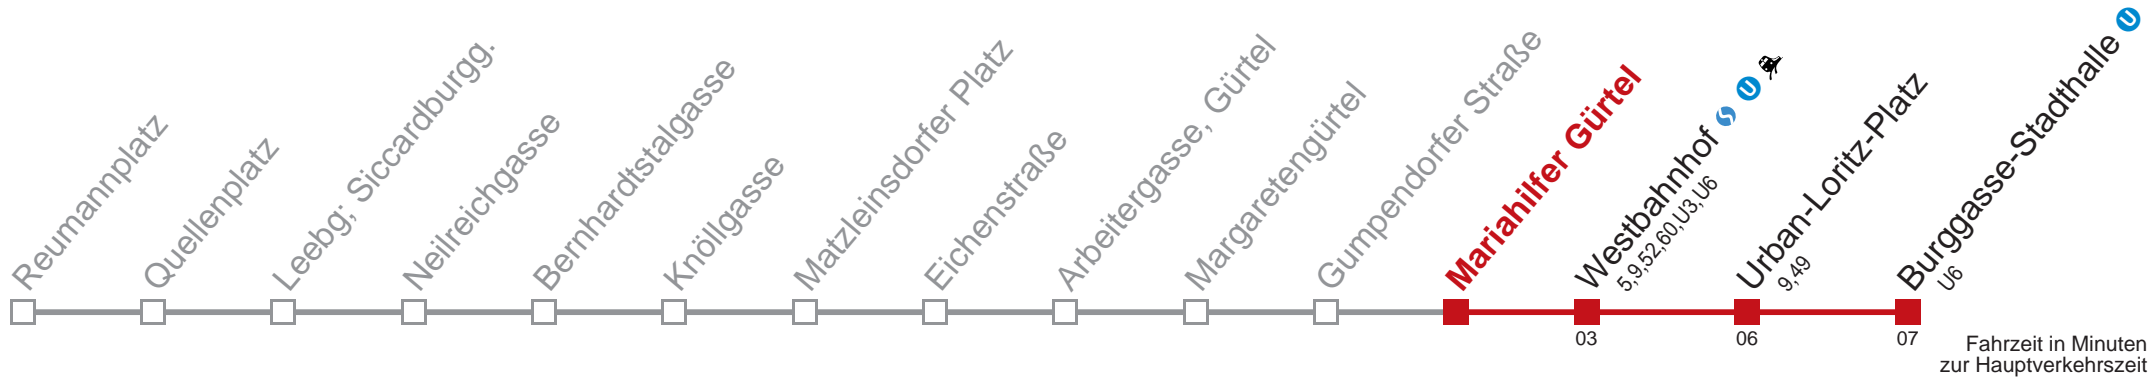 Reumannplatz
Quellenplatz
Leebg; Siccardburgg.
Neilreichgasse
Bernhardtstalgasse
Knöllgasse
Matzleinsdorfer Platz
Eichenstraße
Arbeitergasse, Gürtel
Margaretengürtel
Gumpendorfer Straße
Mariahilfer Gürtel
Westbahnhof S U
5,9,52,60,U3,U6
Urban-Loritz-Platz
9,49
Burggasse-Stadthalle U
U6
03
06
07
Fahrzeit in Minuten
zur Hauptverkehrszeit